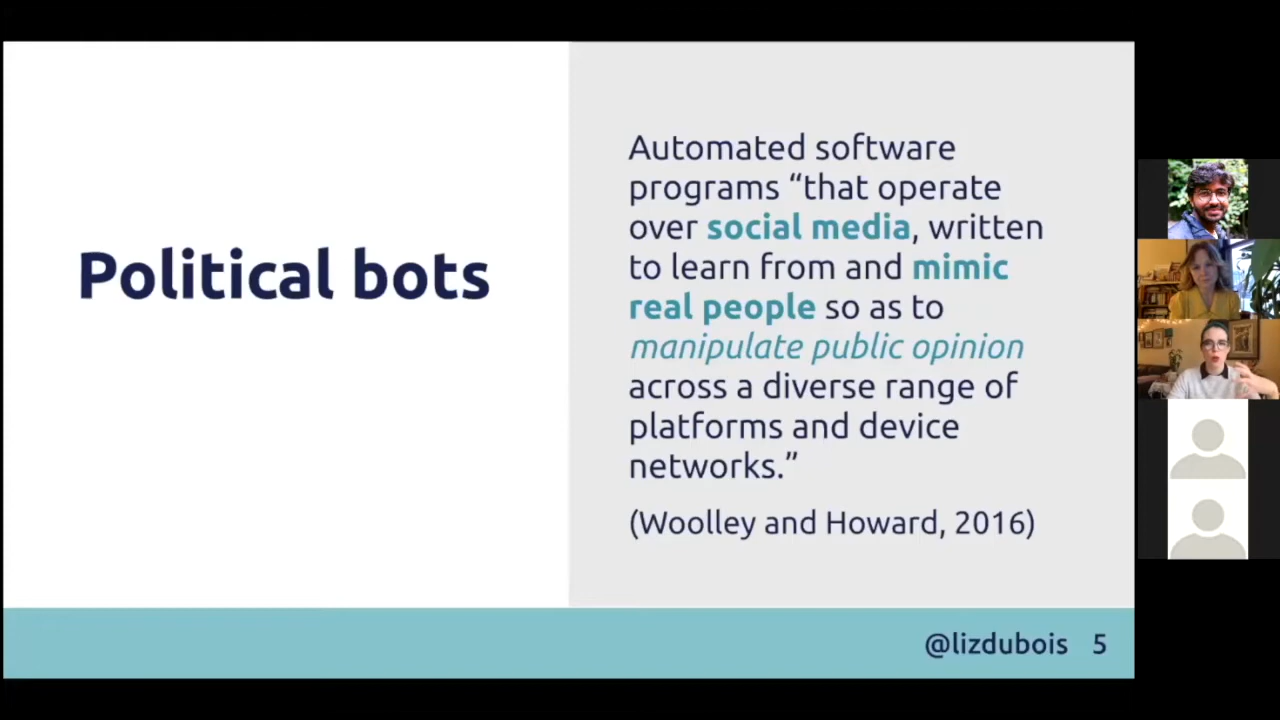 Political bots
Automated software
programs “that operate
over social media, written
to learn from and mimic
real people so as to
manipulate public opinion
across a diverse range of
platforms and device
networks.”
(Woolley and Howard, 2016)
@lizdubois 5